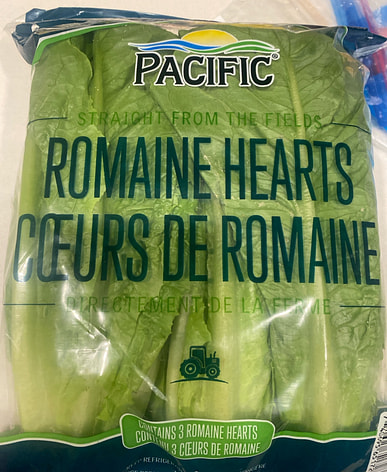 PACIFIC®
STRAIGHT FROM THE FIELDS
ROMAINE HEARTS
CŒURS DE ROMAINE
DIRECTEMENT DE LA FERME
CONTAINS 3 ROMAINE HEARTS
CONTENU 3 CŒURS DE ROMAINE